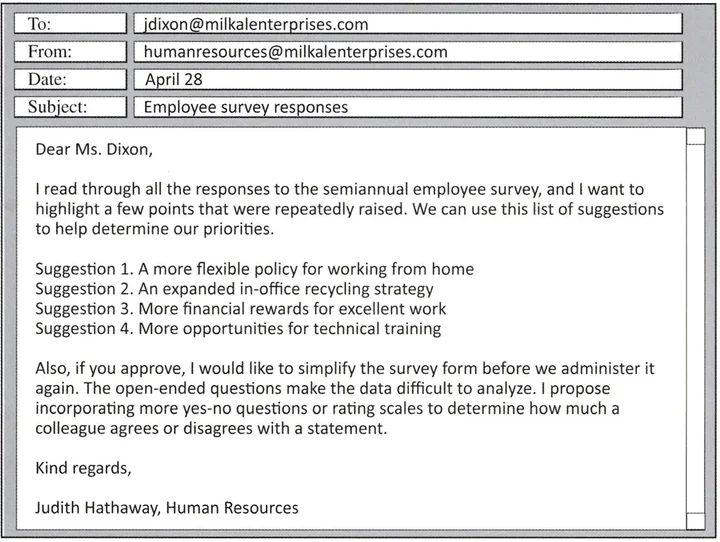 To: jdixon@milkalenterprises.com
From: humanresources@milkalenterprises.com
Date: April 28
Subject: Employee survey responses
Dear Ms. Dixon,
I read through all the responses to the semiannual employee survey, and I want to
highlight a few points that were repeatedly raised. We can use this list of suggestions
to help determine our priorities.
Suggestion 1. A more flexible policy for working from home
Suggestion 2. An expanded in-office recycling strategy
Suggestion 3. More financial rewards for excellent work
Suggestion 4. More opportunities for technical training
Also, if you approve, I would like to simplify the survey form before we administer it
again. The open-ended questions make the data difficult to analyze. I propose
incorporating more yes-no questions or rating scales to determine how much a
colleague agrees or disagrees with a statement.
Kind regards,
Judith Hathaway, Human Resources